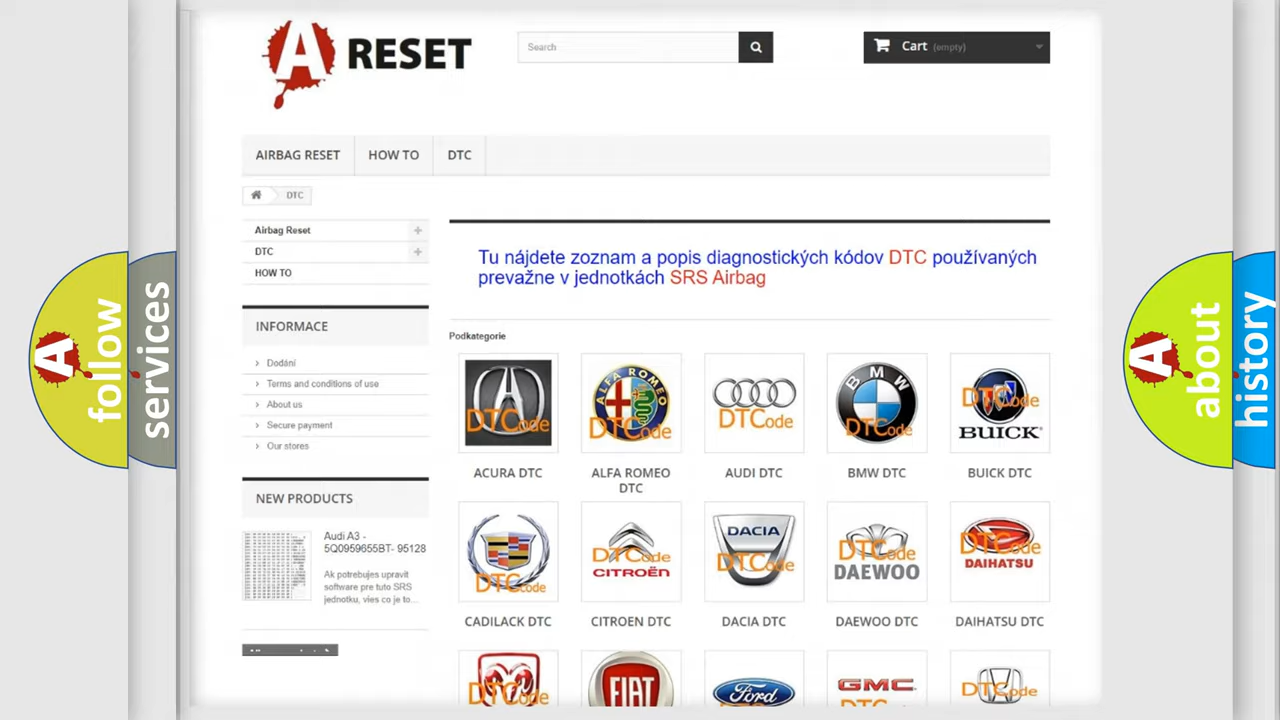 A RESET
Search
Cart (empty)
AIRBAG RESET
HOW TO
DTC
DTC
Airbag Reset
DTC
HOW TO
INFORMACE
Dodání
Terms and conditions of use
About us
Secure payment
Our stores
NEW PRODUCTS
Audi A3 -
5Q0959655BT- 95128
Ak potrebujes upravit
software pre tuto SRS
jednotku, vies co je to...
Tu nájdete zoznam a popis diagnostických kódov DTC používaných
prevažne v jednotkách SRS Airbag
Podkategorie
DTCode
ALFA ROMEO
DTCode
DTCode
BMW
DTCode
DTCode
BUICK
ACURA DTC
ALFA ROMEO
DTC
AUDI DTC
BMW DTC
BUICK DTC
DTCode
DTCode
CITROËN
DACIA
DTCode
DTCode
DAEWOO
DTCode
DAIHATSU
CADILACK DTC
CITROEN DTC
DACIA DTC
DAEWOO DTC
DAIHATSU DTC
DTCode
FIAT
Ford
GMC
DTCode
A
follow
services
A
about
history